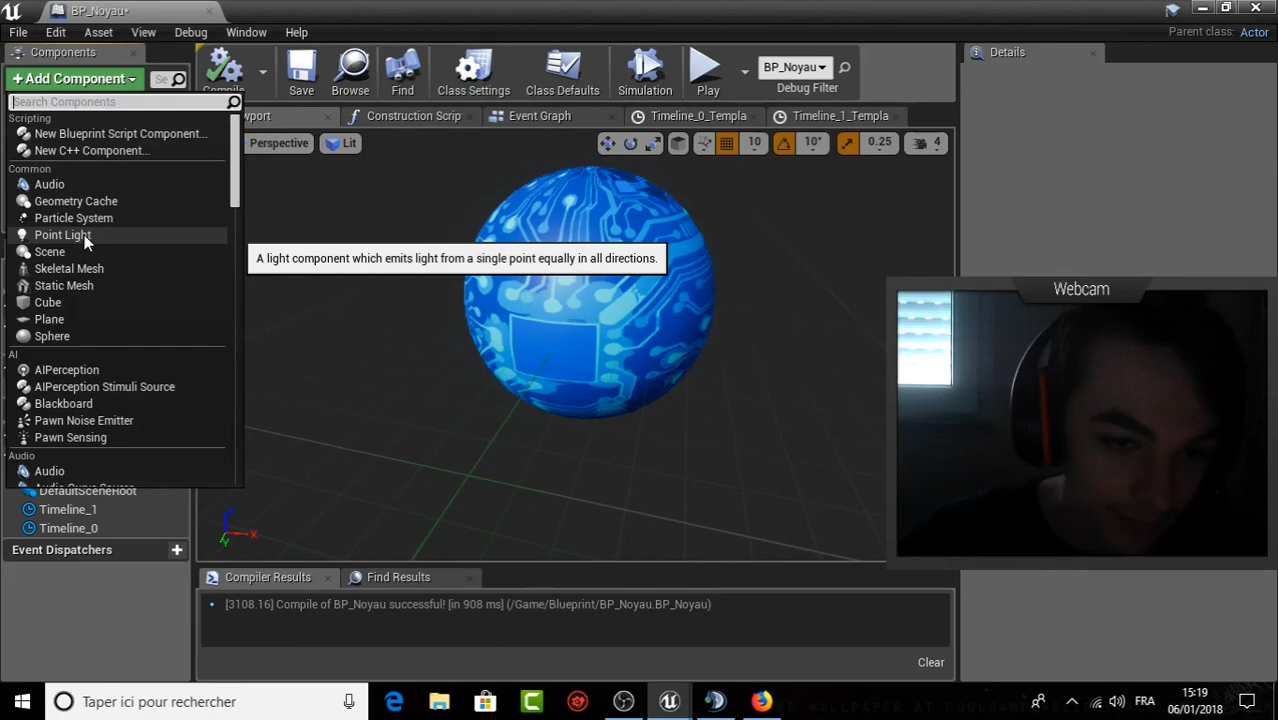 BP_Noyau•
File Edit Asset View Debug Window Help
Parent class: Actor
Components
Details
+Add Component
Se
Compile
Save
Browse
Find
Class Settings
Class Defaults
Simulation
Play
BP_Noyau
Debug Filter
Search Components
wport
Construction Scrip
Event Graph
Timeline_0_Templa
Timeline_1_Templa
Perspective
Lit
10
10°
0.25
4
Scripting
New Blueprint Script Component...
New C++ Component...
Common
Audio
Geometry Cache
Particle System
Point Light
Scene
Skeletal Mesh
Static Mesh
Cube
Plane
Sphere
A light component which emits light from a single point equally in all directions.
AI
AIPerception
AIPerception Stimuli Source
Blackboard
Pawn Noise Emitter
Pawn Sensing
Audio
Audio
DefaultSceneRoot
Timeline_1
Timeline_0
Event Dispatchers
Webcam
X
Y
Compiler Results
Find Results
[3108.16] Compile of BP_Noyau successful! [in 908 ms] (/Game/Blueprint/BP_Noyau.BP_Noyau)
Clear
Taper ici pour rechercher
FRA
15:19
06/01/2018